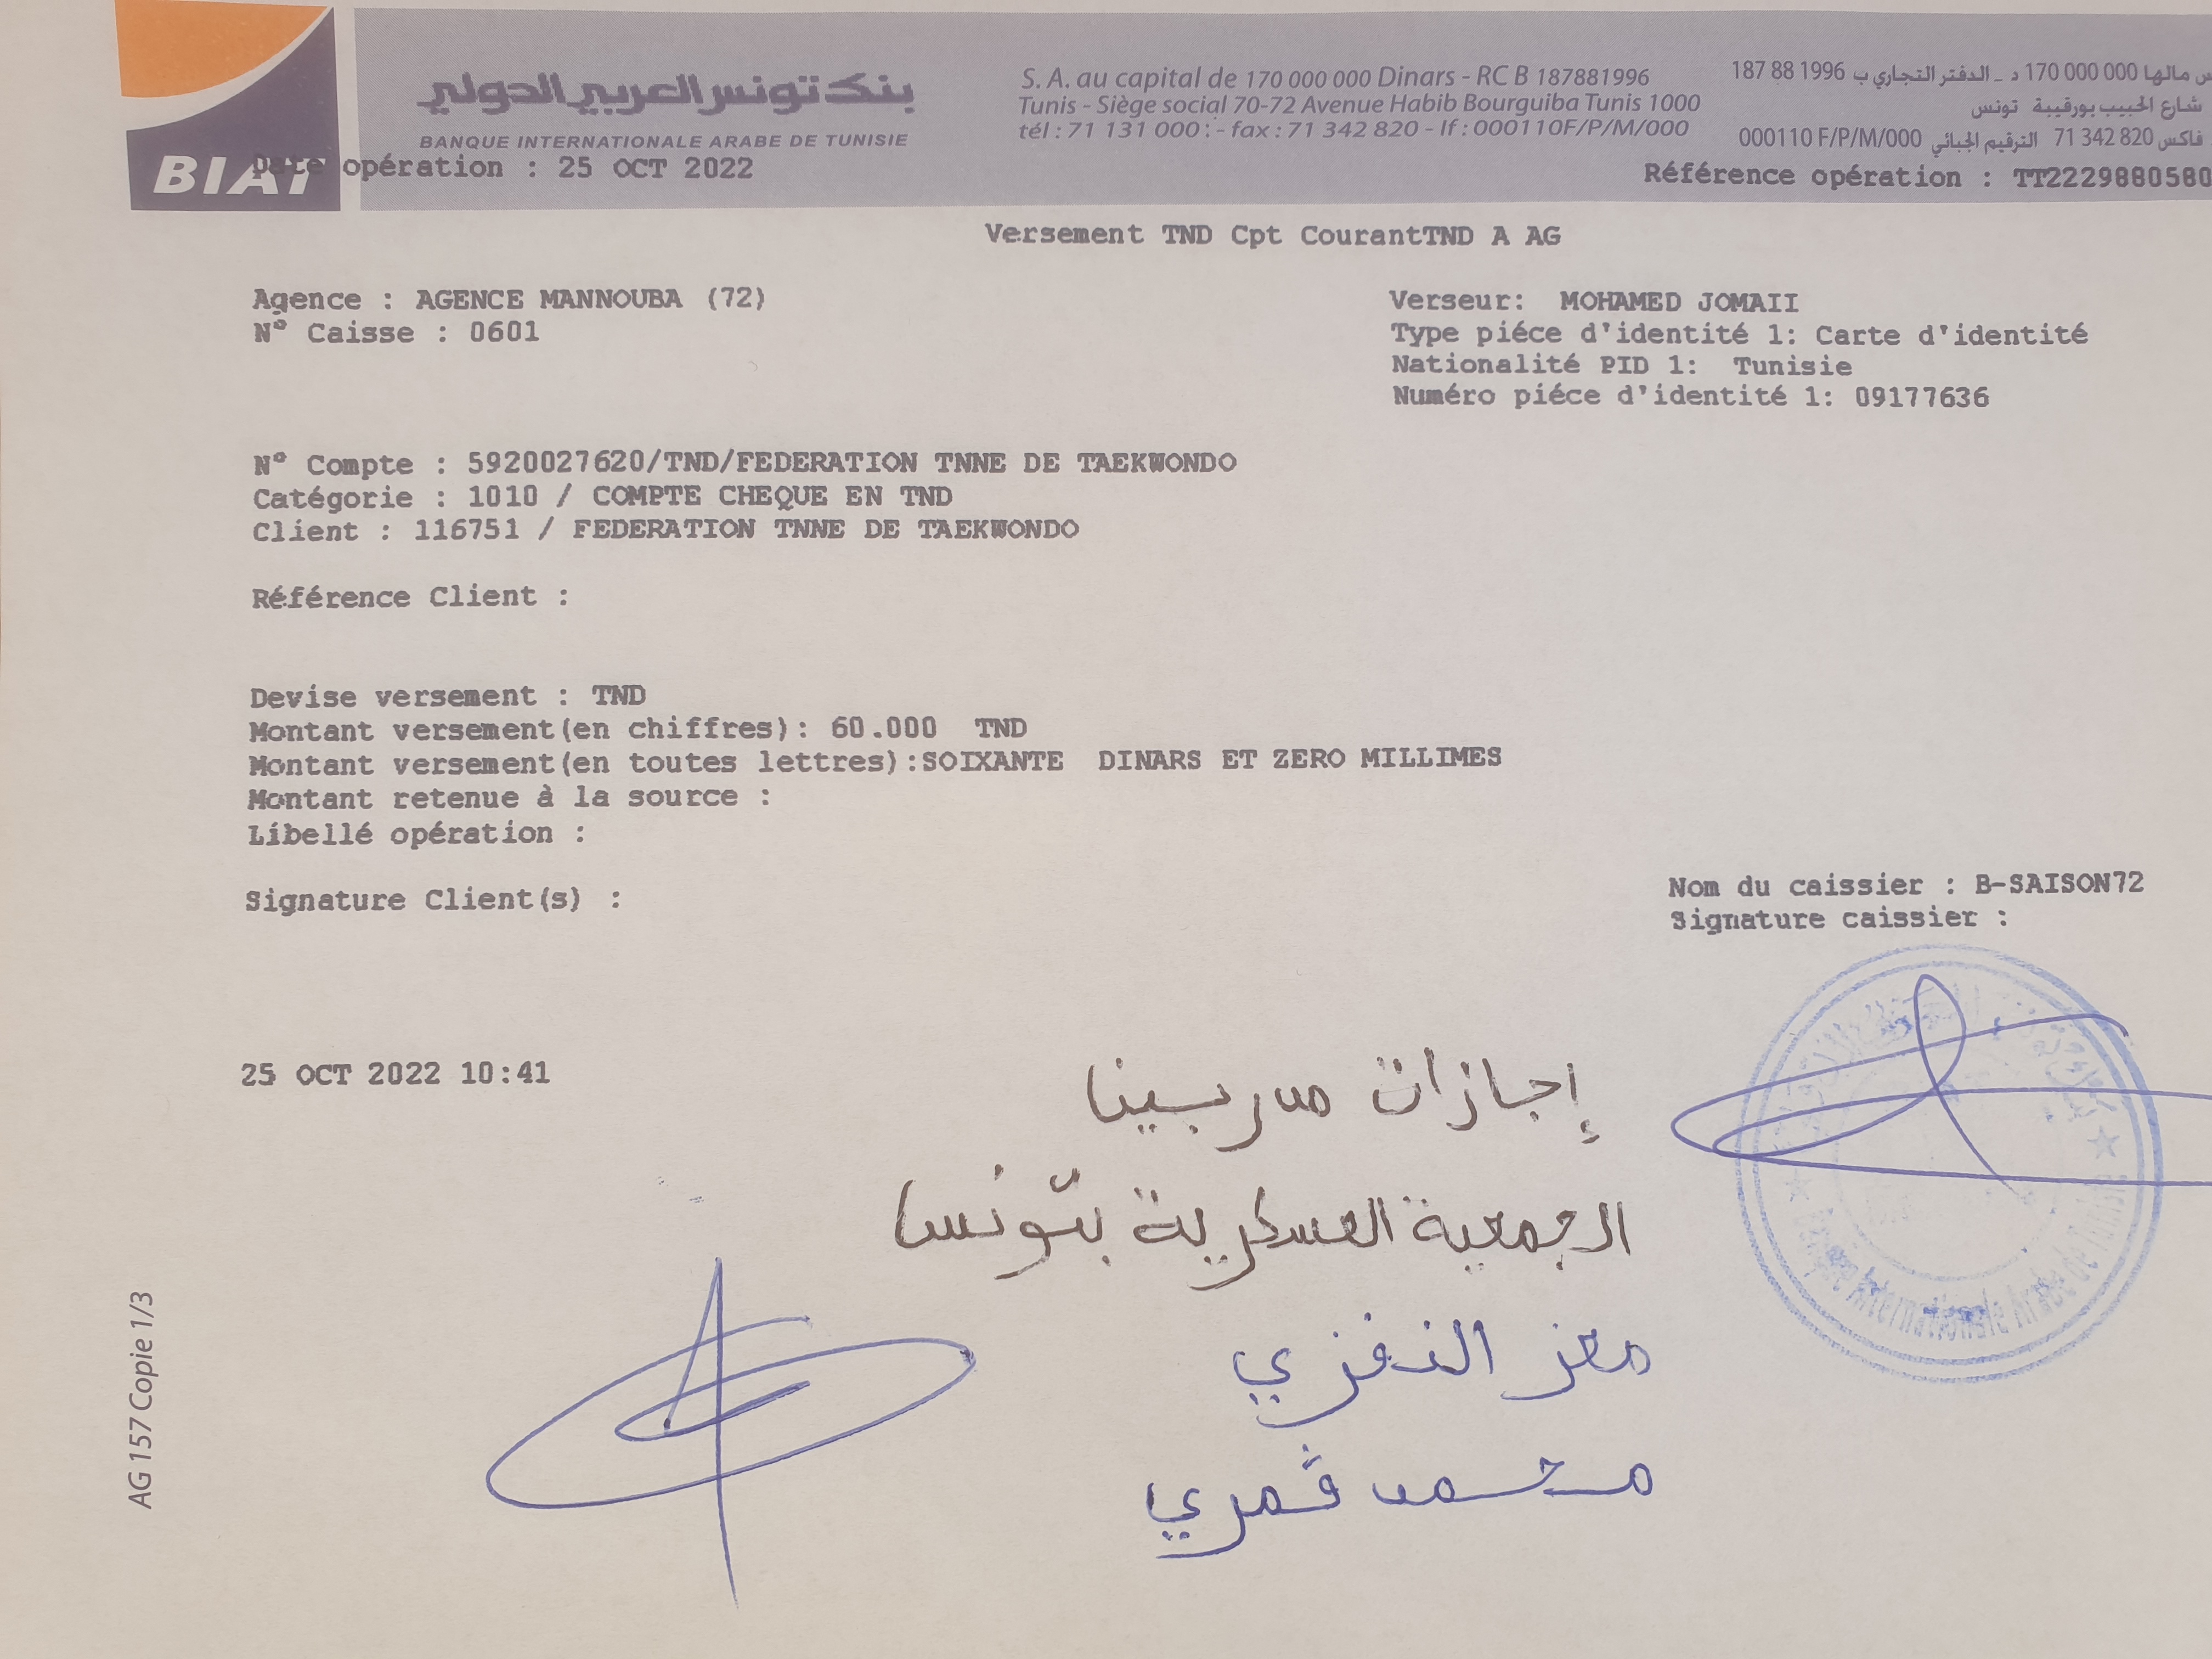 بنك تونس العربي الدولي
BANQUE INTERNATIONALE ARABE DE TUNISIE
BIAT
S. A. au capital de 170 000 000 Dinars - RC B 187881996
Tunis - Siège social 70-72 Avenue Habib Bourguiba Tunis 1000
tél : 71 131 000 : - fax : 71 342 820 - If : 000110F/P/M/000
مالها 000 000 170 د - الدفتر التجاري ب 1996 88 187
شارع الحبيب بورقيبة تونس
فاكس 820 342 71 الترقيم الجبائي 000110 F/P/M/000
Date opération : 25 OCT 2022
Référence opération : TT2229880580
Versement TND Cpt CourantTND A AG
Agence : AGENCE MANNOUBA (72)
N° Caisse : 0601
Verseur: MOHAMED JOMAII
Type piéce d'identité 1: Carte d'identité
Nationalité PID 1: Tunisie
Numéro piéce d'identité 1: 09177636
N° Compte : 5920027620/TND/FEDERATION TNNE DE TAEKWONDO
Catégorie : 1010 / COMPTE CHEQUE EN TND
Client : 116751 / FEDERATION TNNE DE TAEKWONDO
Référence Client :
Devise versement : TND
Montant versement(en chiffres): 60.000 TND
Montant versement(en toutes lettres):SOIXANTE DINARS ET ZERO MILLIMES
Montant retenue à la source :
Libellé opération :
Signature Client(s) :
Nom du caissier : B-SAISON72
Signature caissier :
25 OCT 2022 10:41
إجازات مدربين
الجمعية العسكرية بتونس
معز النفزي
محمد ڨمري
Banque Internationale Arabe de Tunisie
AG 157 Copie 1/3